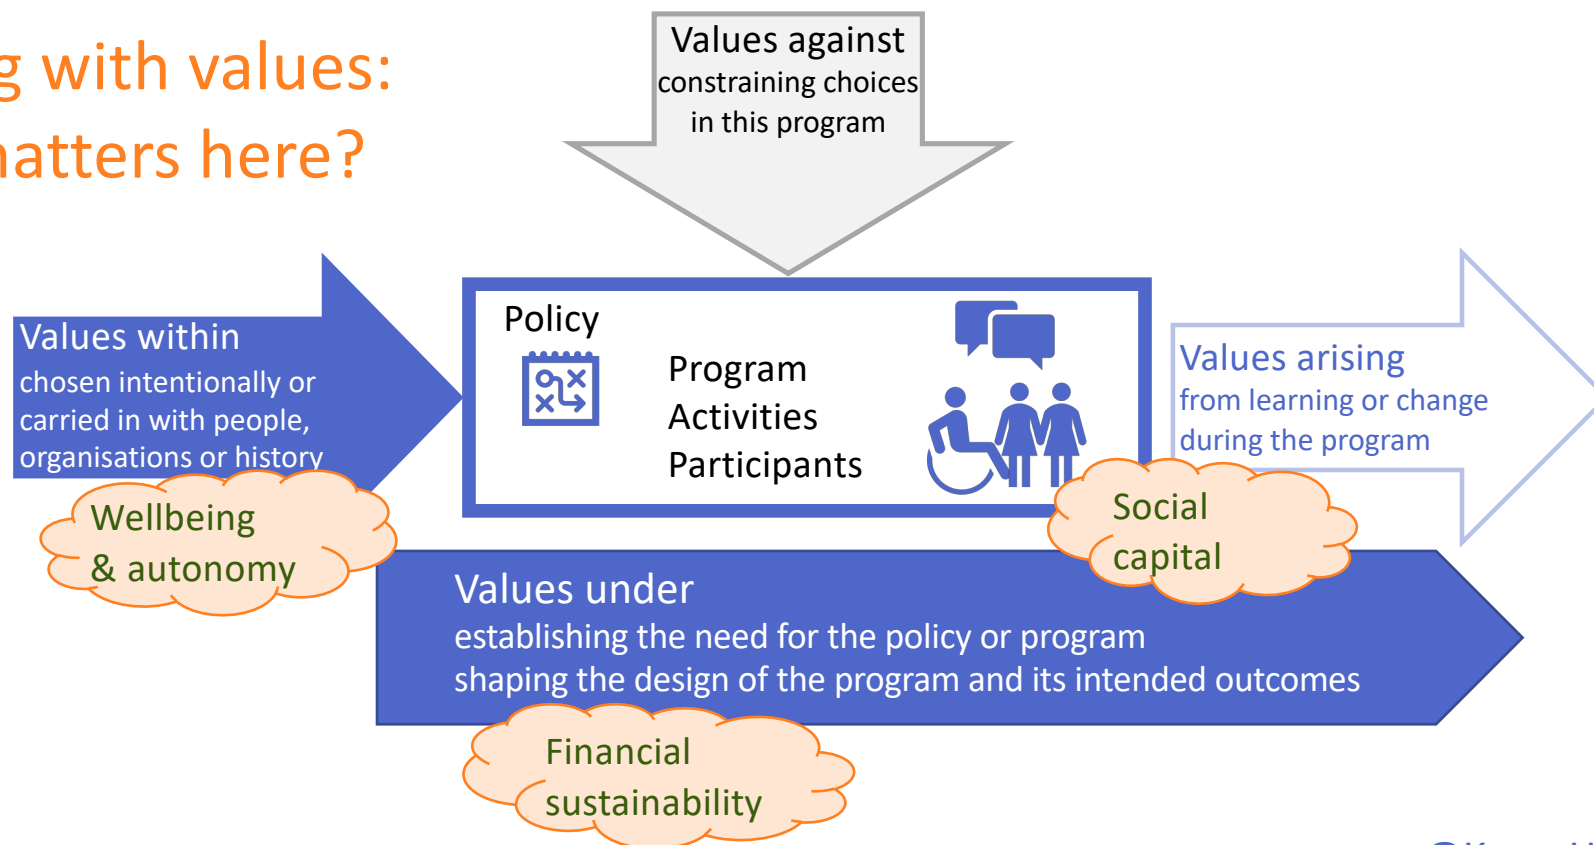 g with values:
matters here?
Values against
constraining choices
in this program
Values within
chosen intentionally or
carried in with people,
organisations or history
Policy
Program
Activities
Participants
Values arising
from learning or change
during the program
Wellbeing
& autonomy
Social
capital
Values under
establishing the need for the policy or program
shaping the design of the program and its intended outcomes
Financial
sustainability